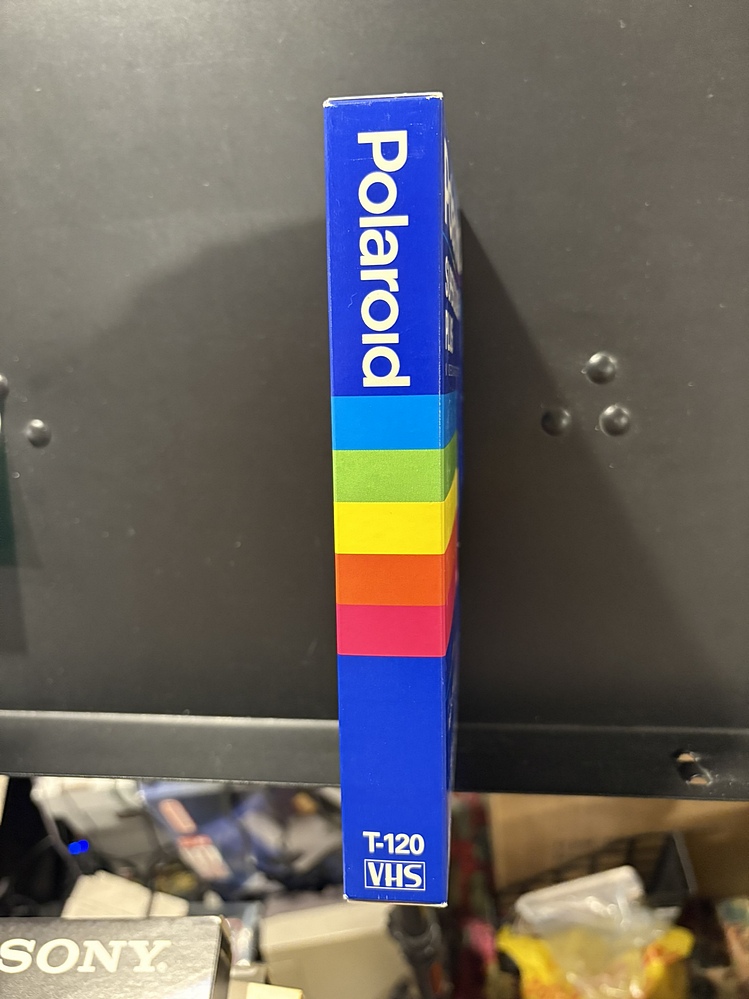 Polaroid
T-120
VHS
SONY.